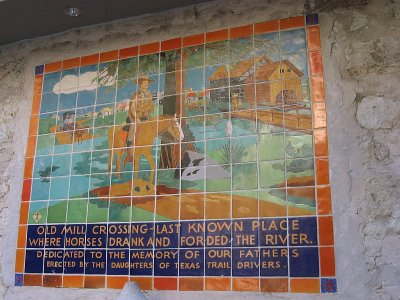 OLD MILL CROSSING-LAST KNOWN PLACE
WHERE HORSES DRANK AND FORDED THE RIVER.
DEDICATED TO THE MEMORY OF OUR FATHERS
ERECTED BY THE DAUGHTERS OF TEXAS TRAIL DRIVERS.